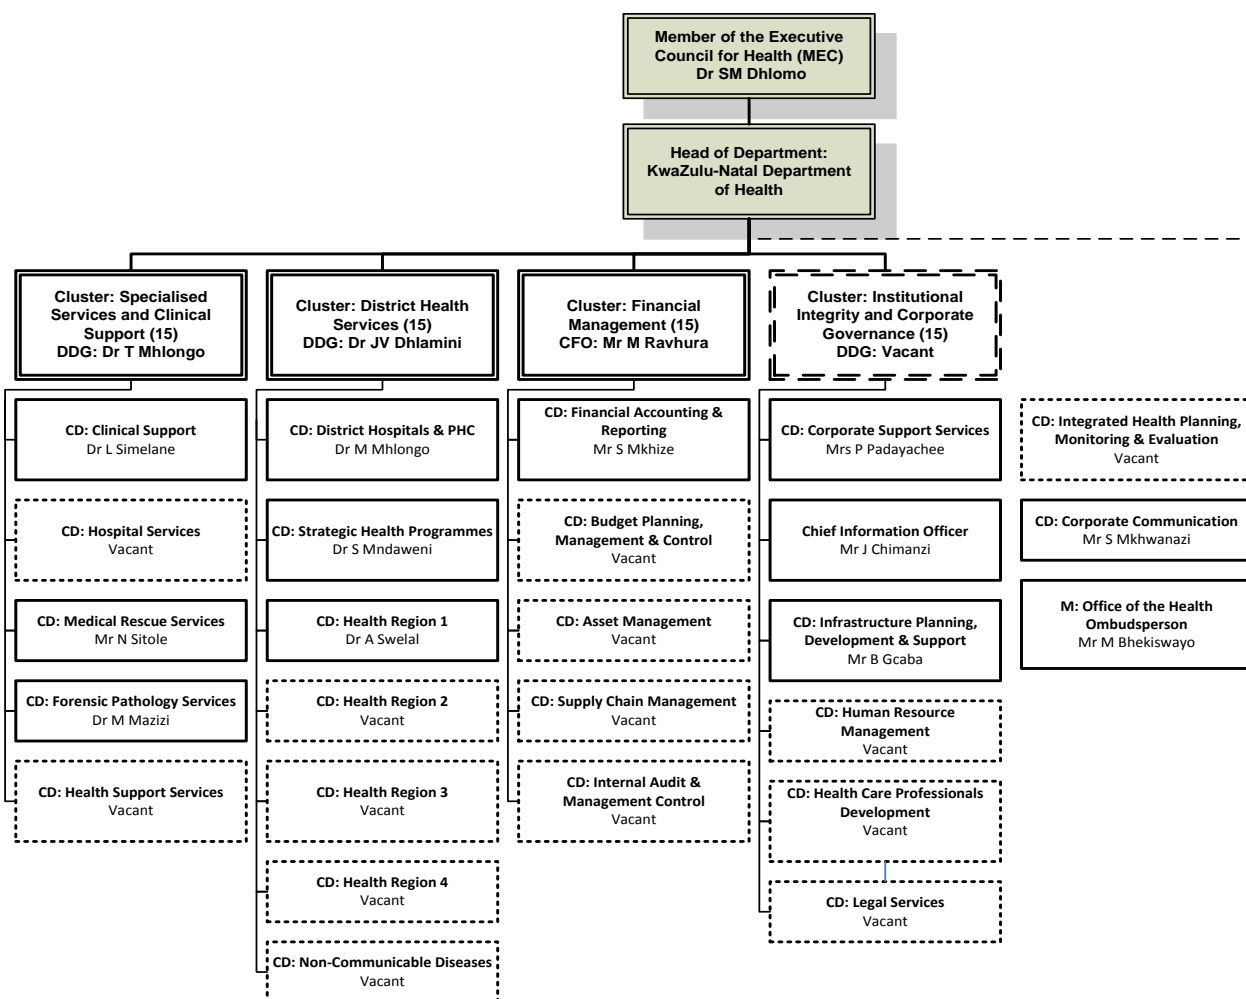 Member of the Executive
Council for Health (MEC)
Dr SM Dhlomo
Head of Department:
KwaZulu-Natal Department
of Health
Cluster: Specialised
Services and Clinical
Support (15)
DDG: Dr T Mhlongo
CD: Clinical Support
Dr L Simelane
CD: Hospital Services
Vacant
CD: Medical Rescue Services
Mr N Sitole
CD: Forensic Pathology Services
Dr M Mazizi
CD: Health Support Services
Vacant
Cluster: District Health
Services (15)
DDG: Dr JV Dhlamini
CD: District Hospitals & PHC
Dr M Mhlongo
CD: Strategic Health Programmes
Dr S Mndaweni
CD: Health Region 1
Dr A Swelal
CD: Health Region 2
Vacant
CD: Health Region 3
Vacant
CD: Health Region 4
Vacant
CD: Non-Communicable Diseases
Vacant
Cluster: Financial
Management (15)
CFO: Mr M Ravhura
CD: Financial Accounting &
Reporting
Mr S Mkhize
CD: Budget Planning,
Management & Control
Vacant
CD: Asset Management
Vacant
CD: Supply Chain Management
Vacant
CD: Internal Audit &
Management Control
Vacant
Cluster: Institutional
Integrity and Corporate
Governance (15)
DDG: Vacant
CD: Corporate Support Services
Mrs P Padayachee
Chief Information Officer
Mr J Chimanzi
CD: Infrastructure Planning,
Development & Support
Mr B Gcaba
CD: Human Resource
Management
Vacant
CD: Health Care Professionals
Development
Vacant
CD: Legal Services
Vacant
CD: Integrated Health Planning,
Monitoring & Evaluation
Vacant
CD: Corporate Communication
Mr S Mkhwanazi
M: Office of the Health
Ombudsperson
Mr M Bhekiswayo